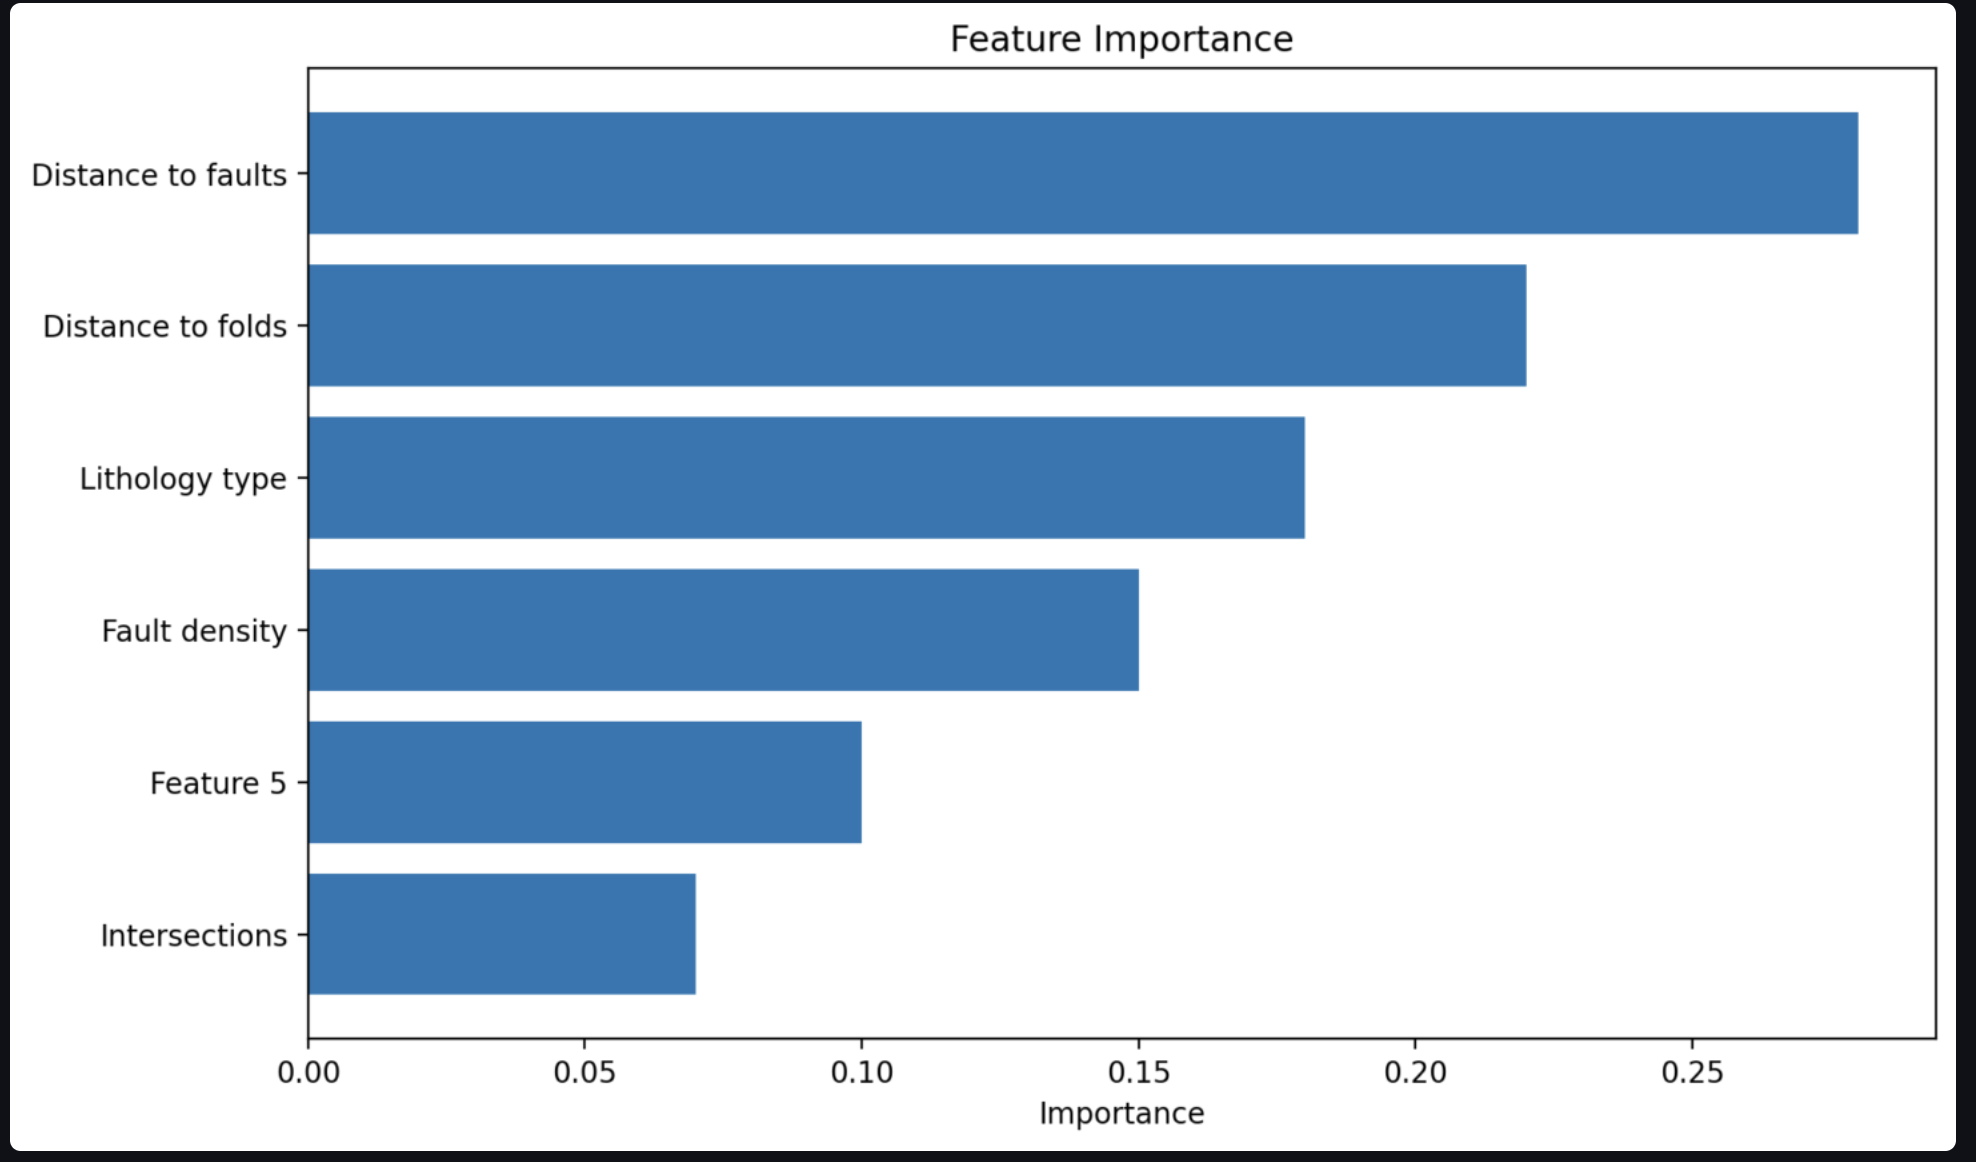 Feature Importance
Distance to faults
Distance to folds
Lithology type
Fault density
Feature 5
Intersections
0.00 0.05 0.10 0.15 0.20 0.25
Importance